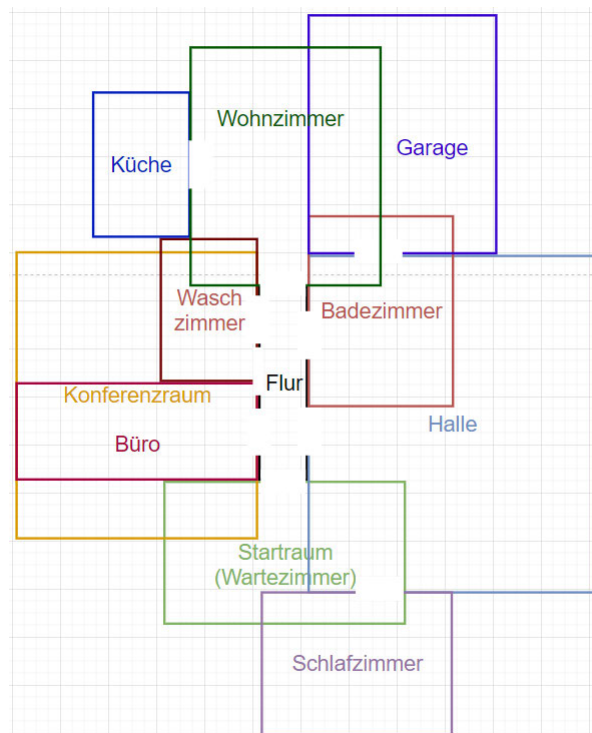 Wohnzimmer
Garage
Küche
Wasch
zimmer
Badezimmer
Flur
Konferenzraum
Halle
Büro
Startraum
(Wartezimmer)
Schlafzimmer